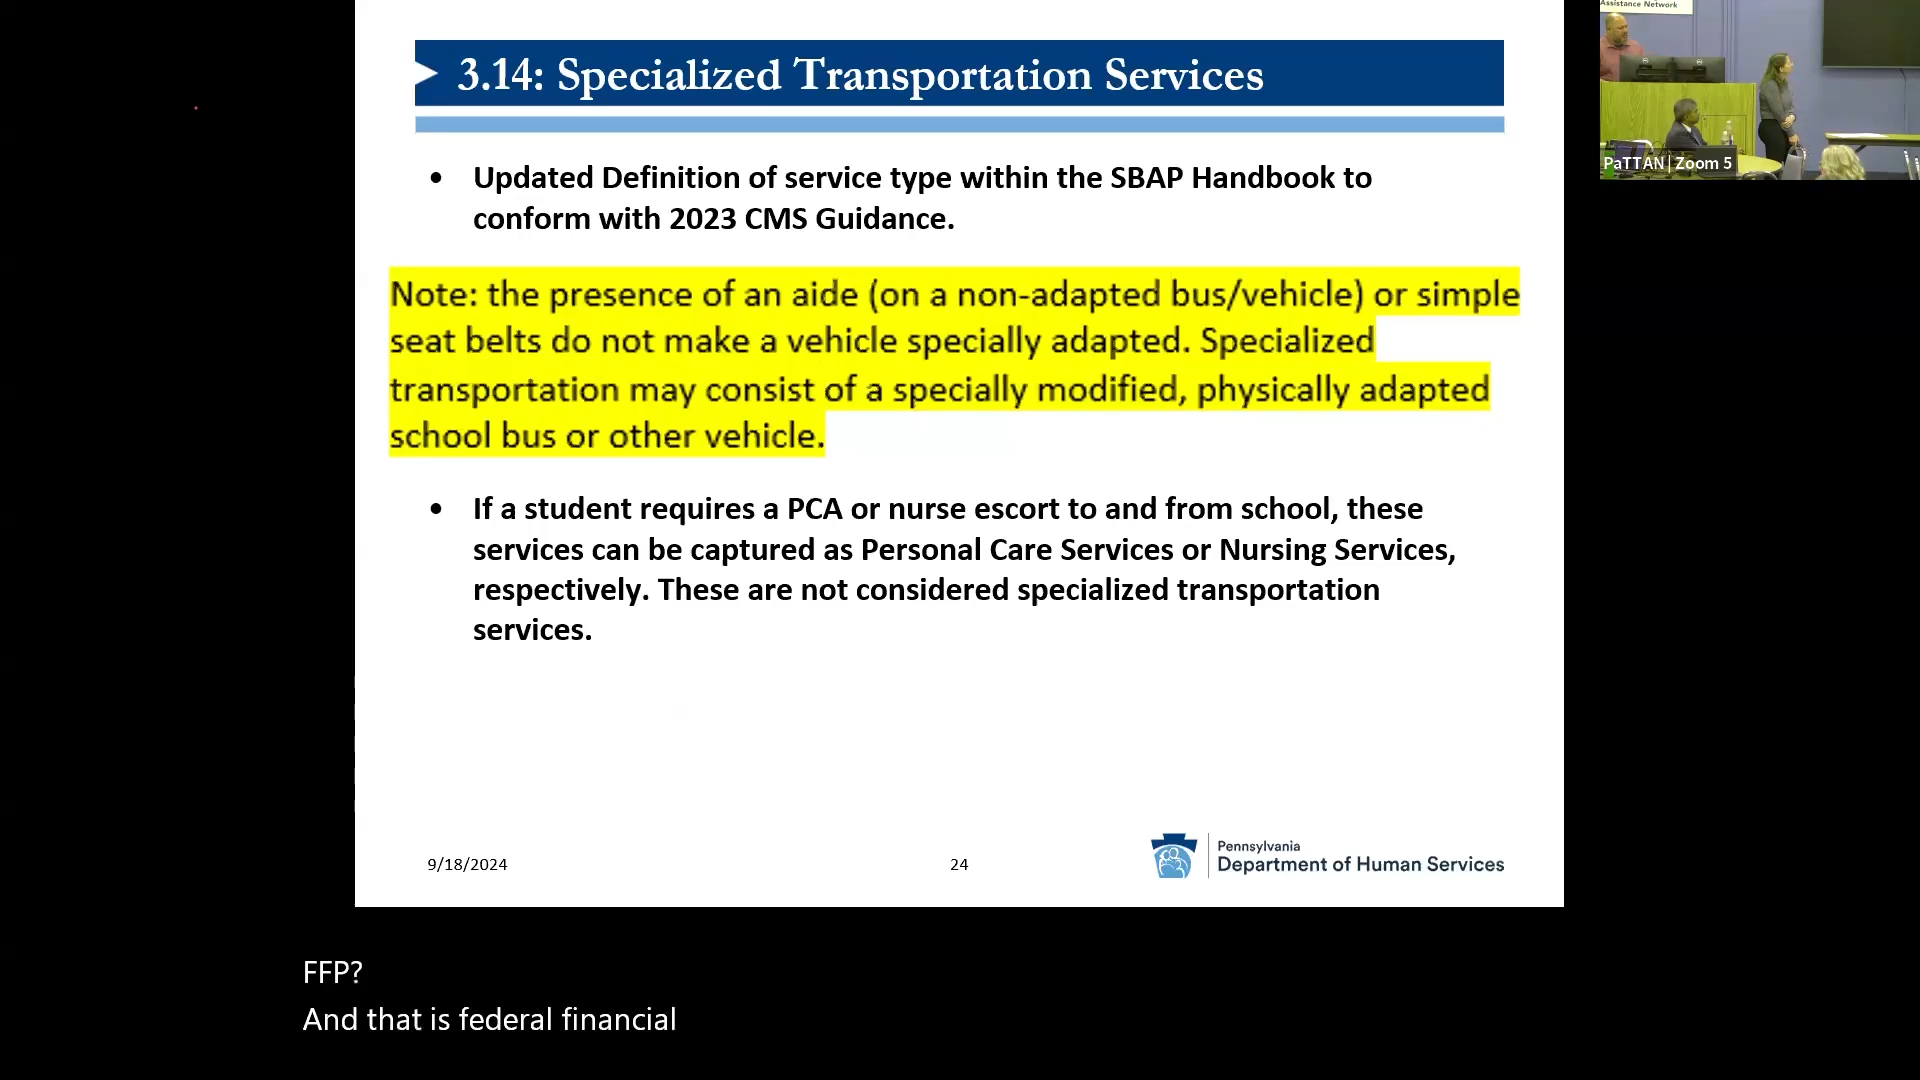 Assistance Network
3.14: Specialized Transportation Services
• Updated Definition of service type within the SBAP Handbook to
conform with 2023 CMS Guidance.
Note: the presence of an aide (on a non-adapted bus/vehicle) or simple
seat belts do not make a vehicle specially adapted. Specialized
transportation may consist of a specially modified, physically adapted
school bus or other vehicle.
• If a student requires a PCA or nurse escort to and from school, these
services can be captured as Personal Care Services or Nursing Services,
respectively. These are not considered specialized transportation
services.
PaTTAN | Zoom 5
9/18/2024
24
Pennsylvania
Department of Human Services
FFP?
And that is federal financial